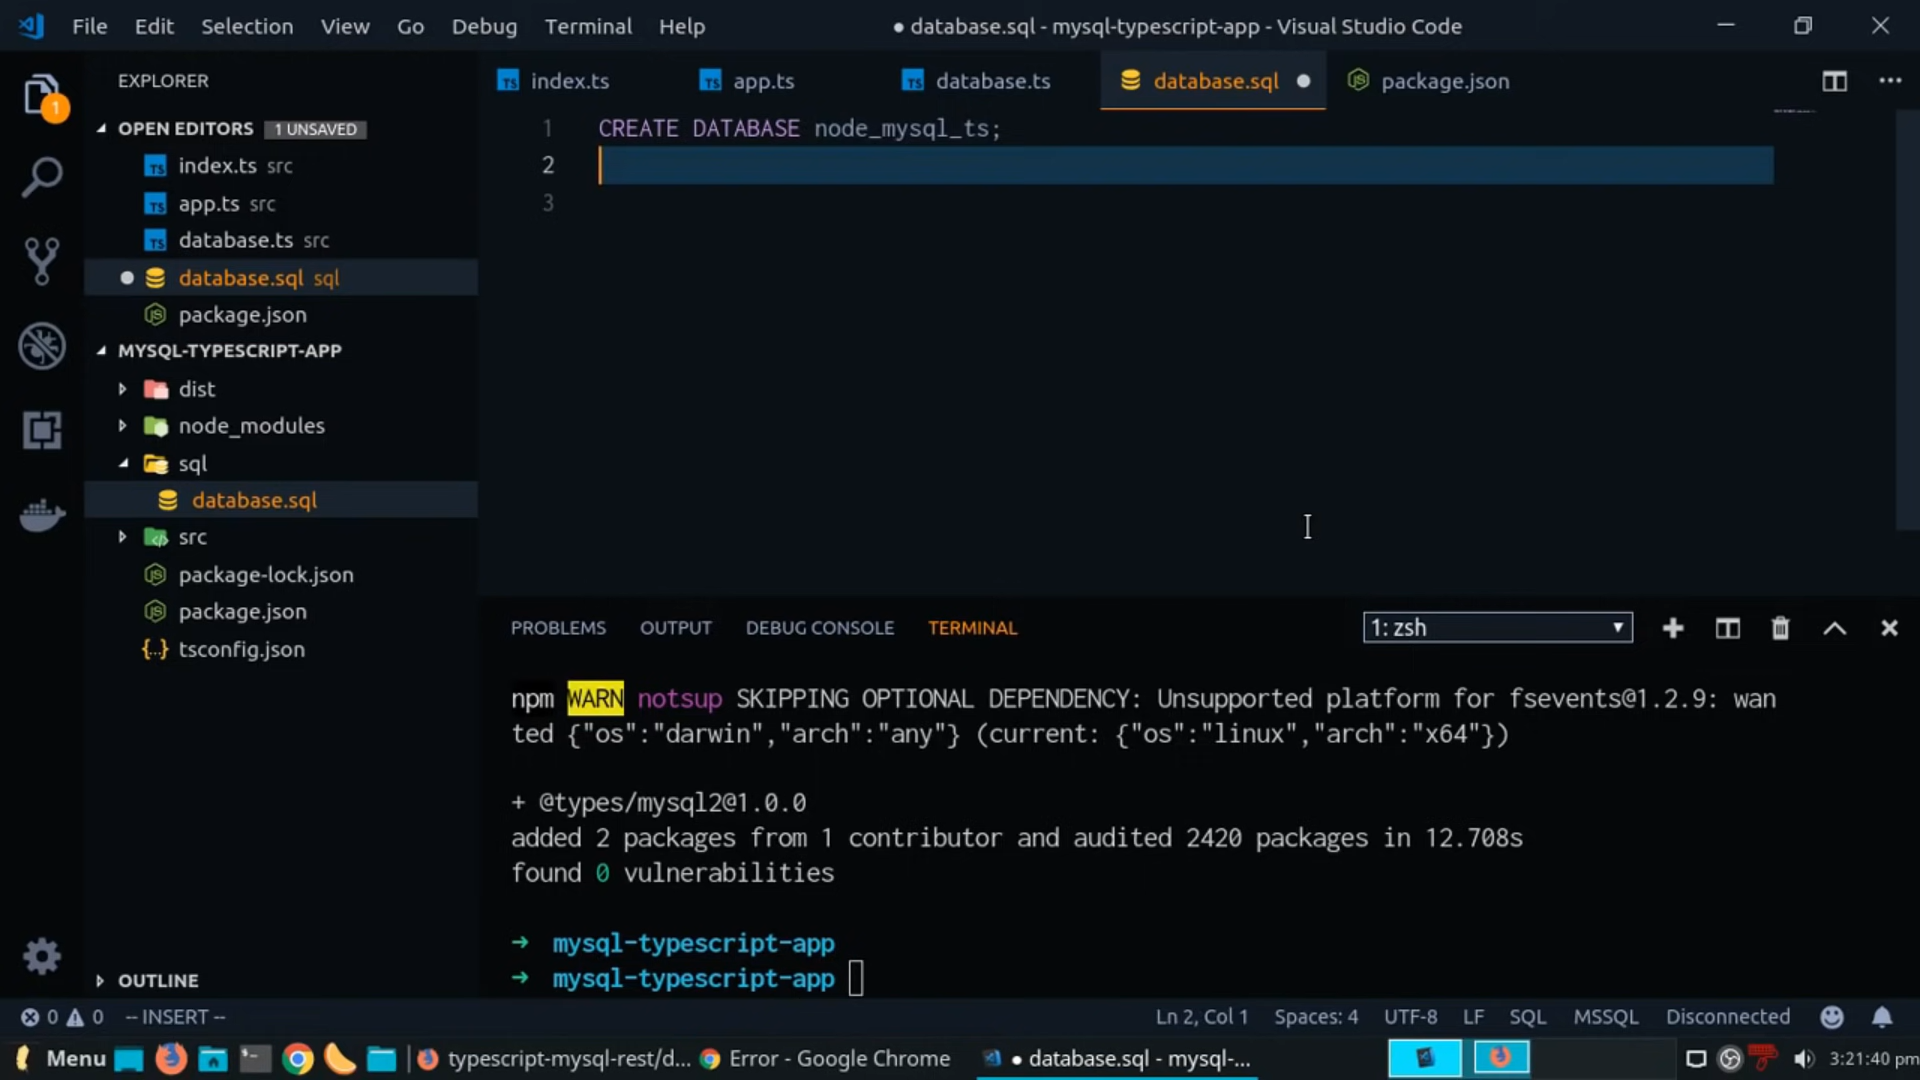 File Edit Selection View Go Debug Terminal Help
● database.sql - mysql-typescript-app - Visual Studio Code
EXPLORER
1
OPEN EDITORS 1 UNSAVED
index.ts src
app.ts src
database.ts src
database.sql sql
package.json
MYSQL-TYPESCRIPT-APP
dist
node_modules
sql
database.sql
src
package-lock.json
package.json
tsconfig.json
OUTLINE
index.ts app.ts database.ts database.sql package.json
1 CREATE DATABASE node_mysql_ts;
2
3
PROBLEMS OUTPUT DEBUG CONSOLE TERMINAL 1: zsh
npm WARN notsup SKIPPING OPTIONAL DEPENDENCY: Unsupported platform for fsevents@1.2.9: wan
ted {"os":"darwin","arch":"any"} (current: {"os":"linux","arch":"x64"})
+ @types/mysql2@1.0.0
added 2 packages from 1 contributor and audited 2420 packages in 12.708s
found 0 vulnerabilities
→ mysql-typescript-app
→ mysql-typescript-app
0 0 -- INSERT -- Ln 2, Col 1 Spaces: 4 UTF-8 LF SQL MSSQL Disconnected
Menu typescript-mysql-rest/d... Error - Google Chrome ● database.sql - mysql-... 3:21:40 pm